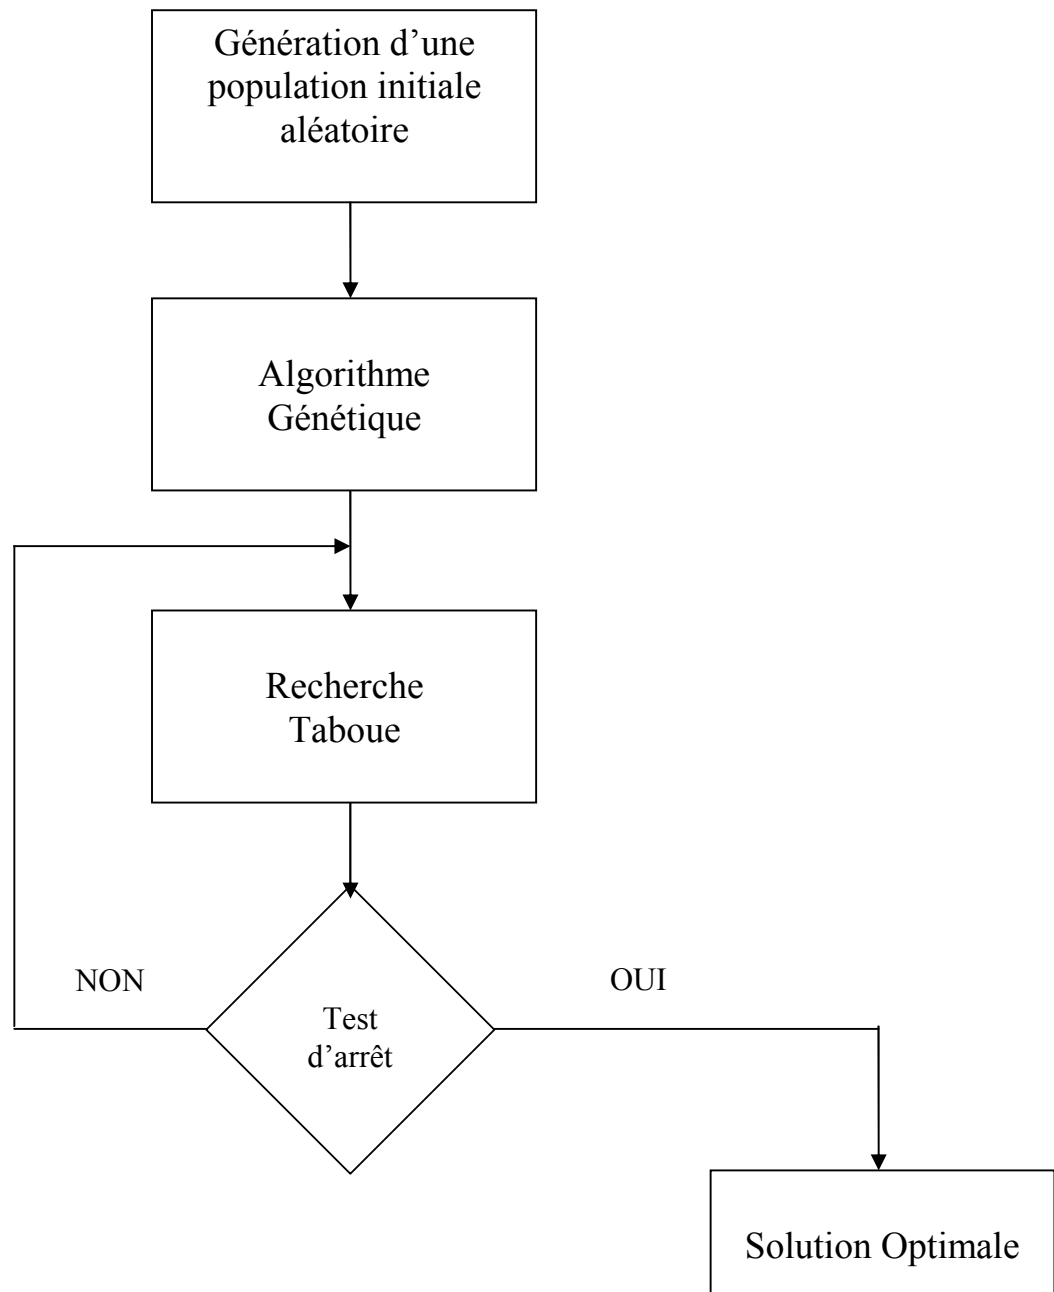 Génération d’une
population initiale
aléatoire
Algorithme
Génétique
Recherche
Taboue
NON
OUI
Test
d’arrêt
Solution Optimale